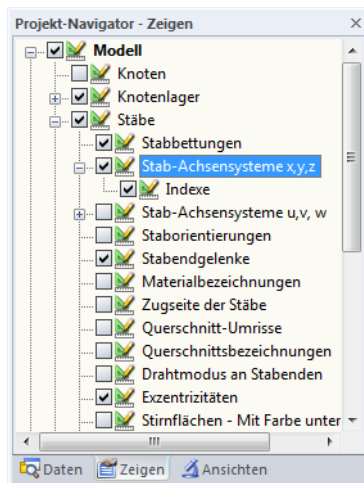 Projekt-Navigator - Zeigen
Modell
Knoten
Knotenlager
Stäbe
Stabbettungen
Stab-Achsensysteme x,y,z
Indexe
Stab-Achsensysteme u,v, w
Staborientierungen
Stabendgelenke
Materialbezeichnungen
Zugseite der Stäbe
Querschnitt-Umrisse
Querschnittsbezeichnungen
Drahtmodus an Stabenden
Exzentrizitäten
Stirnflächen - Mit Farbe unter
Daten Zeigen Ansichten